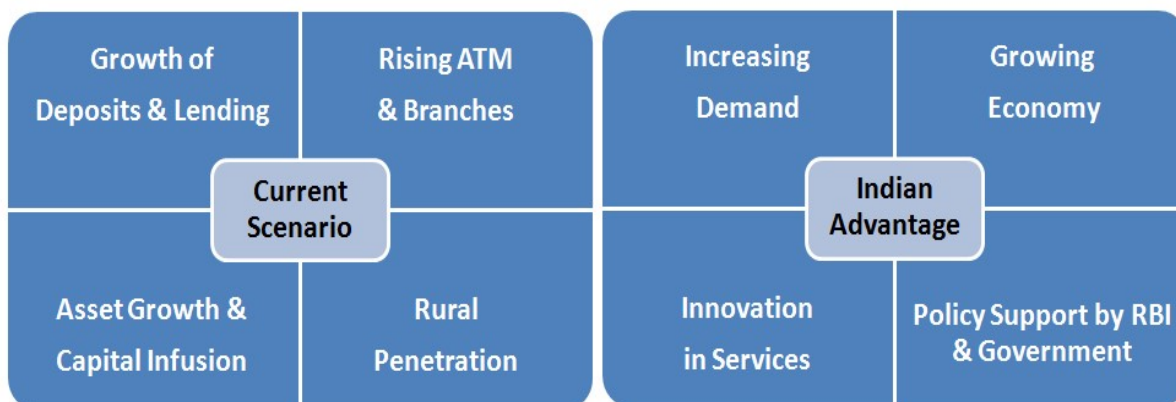 Growth of
Deposits & Lending
Rising ATM
& Branches
Current
Scenario
Asset Growth &
Capital Infusion
Rural
Penetration
Increasing
Demand
Growing
Economy
Indian
Advantage
Innovation
in Services
Policy Support by RBI
& Government